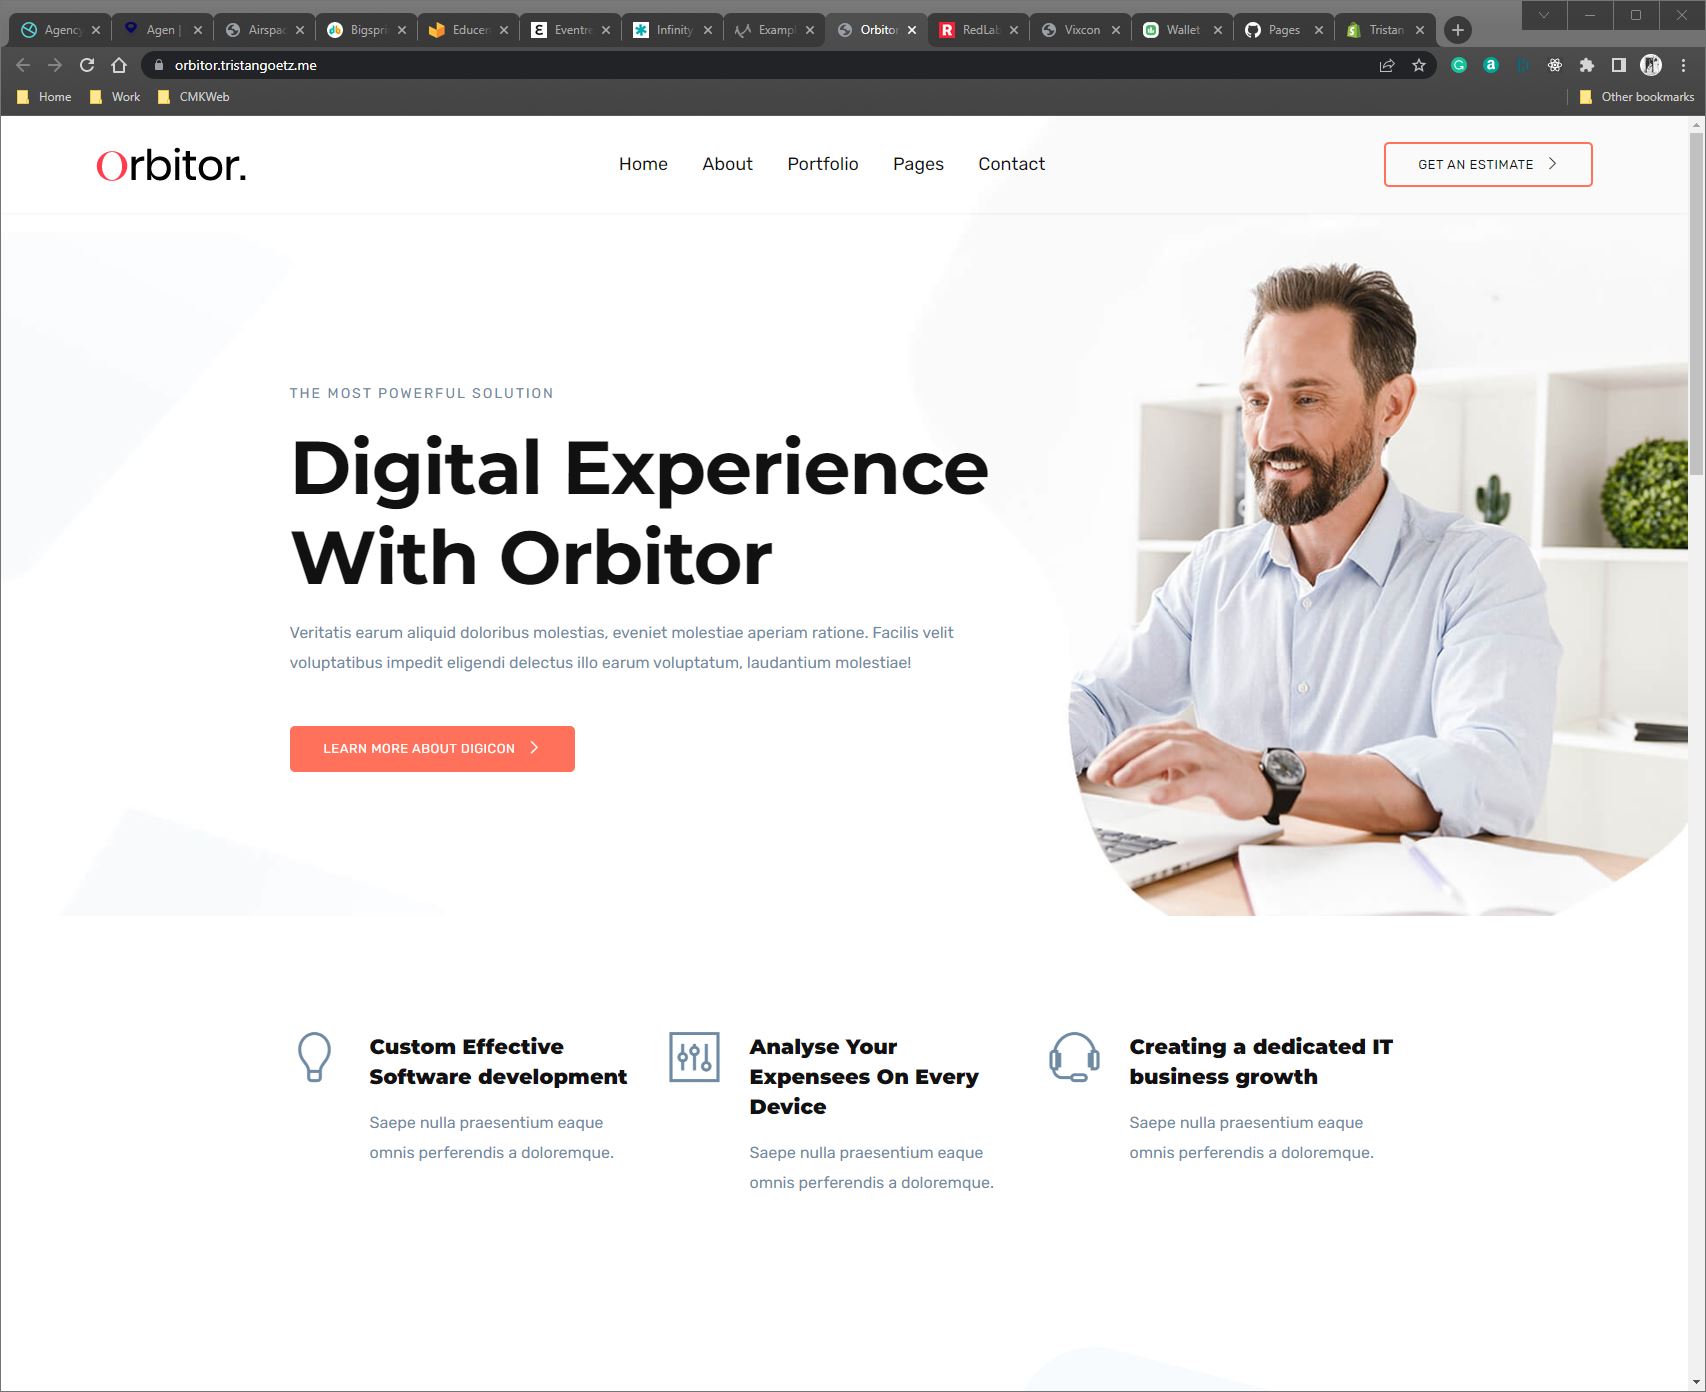 Agency
Agen |
Airspac
Bigsprin
Educen
Eventre
Infinity
Exampl
Orbitor
RedLab
Vixcon
Wallet
Pages
Tristan
orbitor.tristangoetz.me
Home
Work
CMKWeb
Other bookmarks
Orbitor.
Home
About
Portfolio
Pages
Contact
GET AN ESTIMATE
THE MOST POWERFUL SOLUTION
Digital Experience
With Orbitor
Veritatis earum aliquid doloribus molestias, eveniet molestiae aperiam ratione. Facilis velit
voluptatibus impedit eligendi delectus illo earum voluptatum, laudantium molestiae!
LEARN MORE ABOUT DIGICON
Custom Effective
Software development
Saepe nulla praesentium eaque
omnis perferendis a doloremque.
Analyse Your
Expensees On Every
Device
Saepe nulla praesentium eaque
omnis perferendis a doloremque.
Creating a dedicated IT
business growth
Saepe nulla praesentium eaque
omnis perferendis a doloremque.